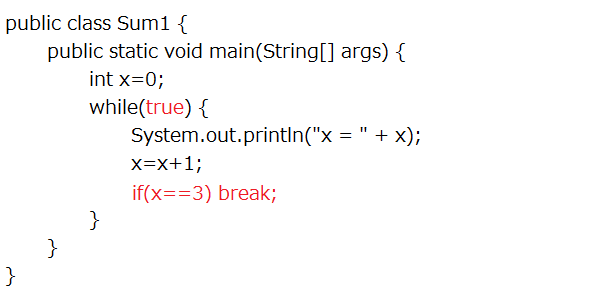 public class Sum1 {
public static void main(String[] args) {
int x=0;
while(true) {
System.out.println("x = " + x);
x=x+1;
if(x==3) break;
}
}
}